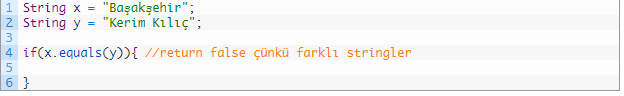 1 String x = "Başakşehir";
2 String y = "Kerim Kılıç";
3
4 if(x.equals(y)){ //return false çünkü farklı stringler
5
6 }